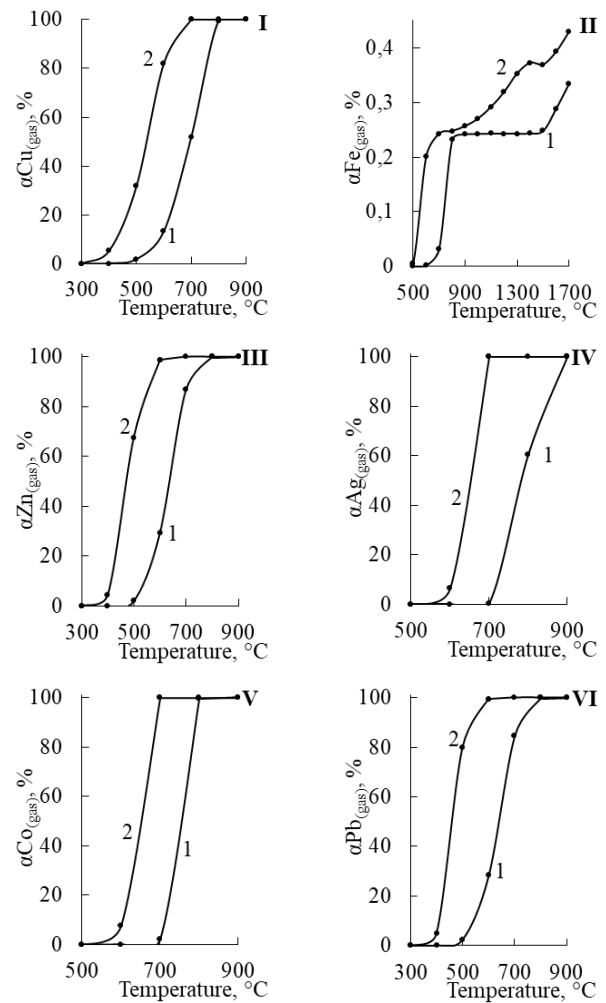 I
100
80
60
40
20
0
300 500 700 900
αCu(gas), %
Temperature, °C
2
1
II
0,4
0,3
0,2
0,1
0
500 900 1300 1700
αFe(gas), %
Temperature, °C
2
1
III
100
80
60
40
20
0
300 500 700 900
αZn(gas), %
Temperature, °C
2
1
IV
100
80
60
40
20
0
500 700 900
αAg(gas), %
Temperature, °C
2
1
V
100
80
60
40
20
0
500 700 900
αCo(gas), %
Temperature, °C
2
1
VI
100
80
60
40
20
0
300 500 700 900
αPb(gas), %
Temperature, °C
2
1